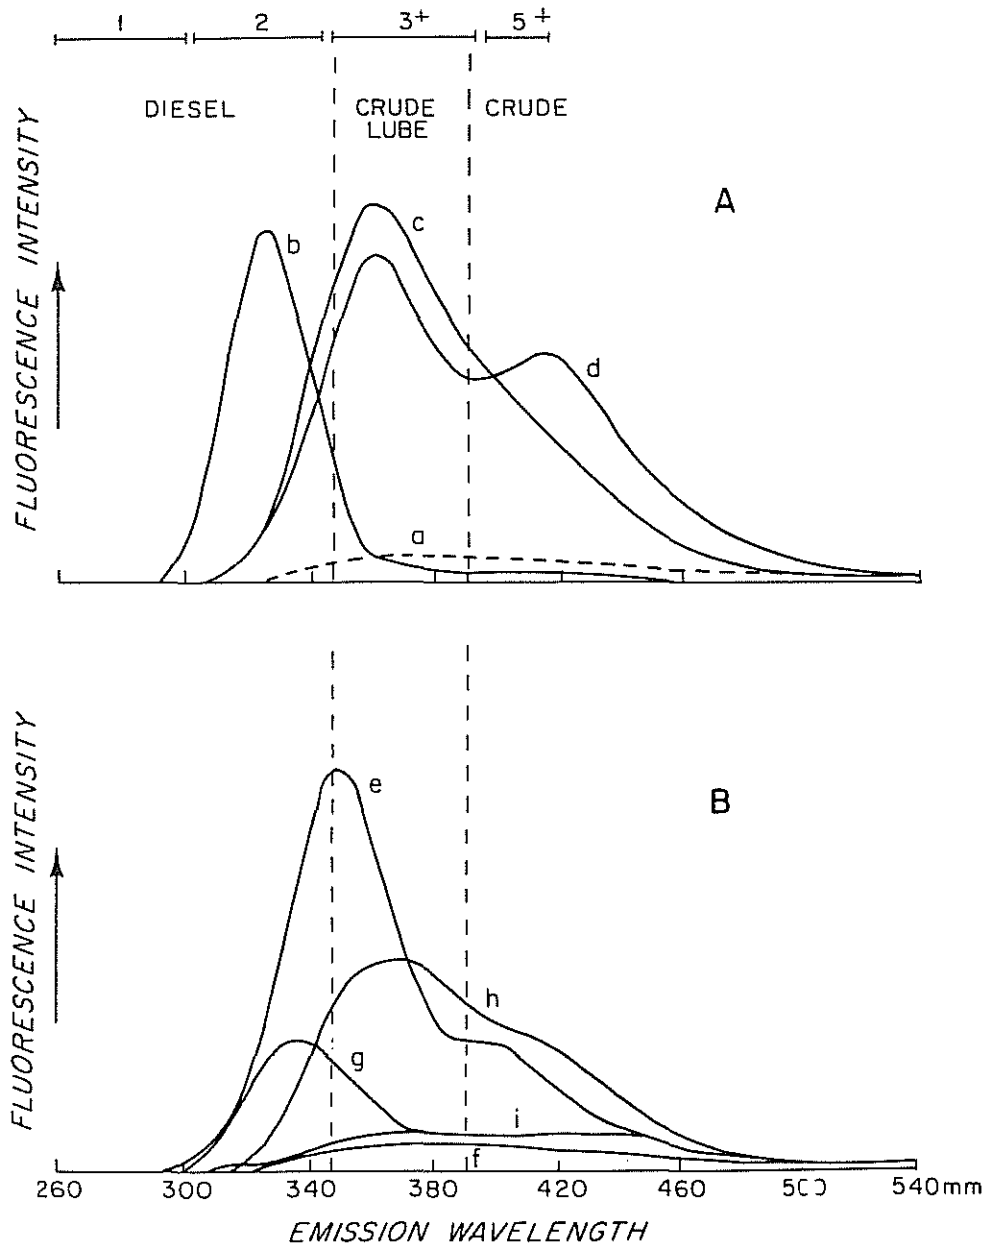 1 2 3+ 5+
DIESEL CRUDE LUBE CRUDE
FLUORESCENCE INTENSITY
A
b
c
d
a
FLUORESCENCE INTENSITY
B
e
h
g
i
f
260 300 340 380 420 460 540mm
EMISSION WAVELENGTH